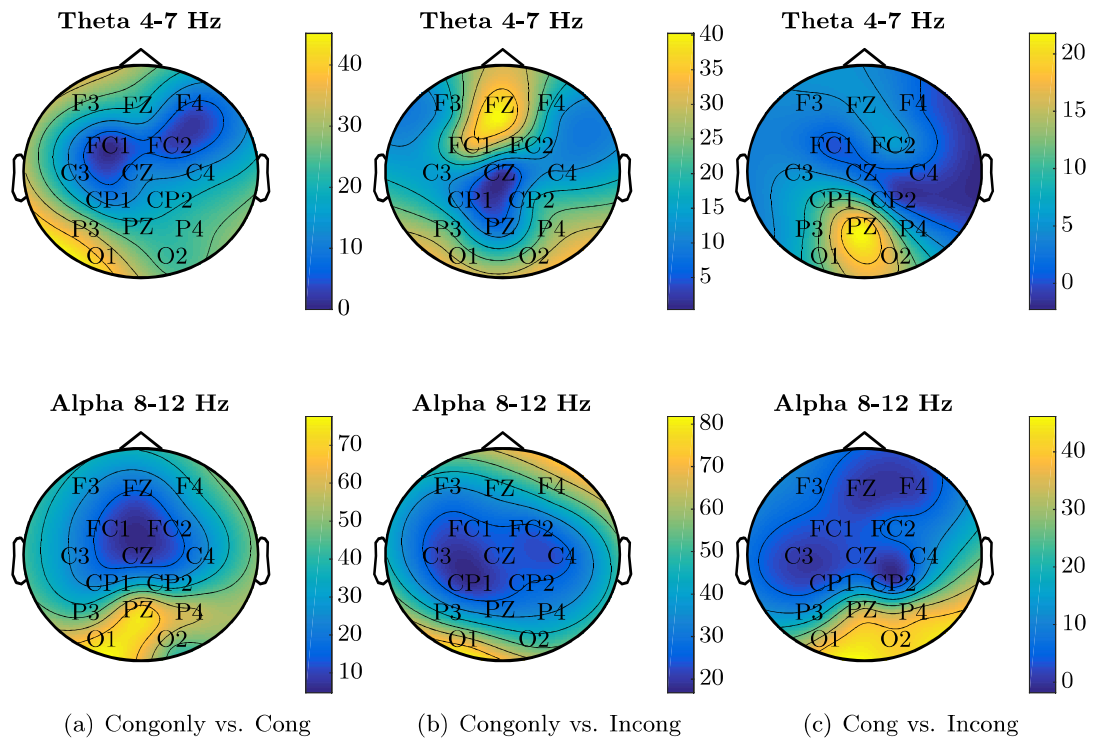 Theta 4-7 Hz Theta 4-7 Hz Theta 4-7 Hz
F3 FZ F4
FC1 FC2
C3 CZ C4
CP1 CP2
P3 PZ P4
O1 O2
40
30
20
10
0
F3 FZ F4
FC1 FC2
C3 CZ C4
CP1 CP2
P3 PZ P4
O1 O2
40
35
30
25
20
15
10
5
F3 FZ F4
FC1 FC2
C3 CZ C4
CP1 CP2
P3 PZ P4
O1 O2
20
15
10
5
0
Alpha 8-12 Hz Alpha 8-12 Hz Alpha 8-12 Hz
F3 FZ F4
FC1 FC2
C3 CZ C4
CP1 CP2
P3 PZ P4
O1 O2
70
60
50
40
30
20
10
F3 FZ F4
FC1 FC2
C3 CZ C4
CP1 CP2
P3 PZ P4
O1 O2
80
70
60
50
40
30
20
F3 FZ F4
FC1 FC2
C3 CZ C4
CP1 CP2
P3 PZ P4
O1 O2
40
30
20
10
0
(a) Congonly vs. Cong (b) Congonly vs. Incong (c) Cong vs. Incong